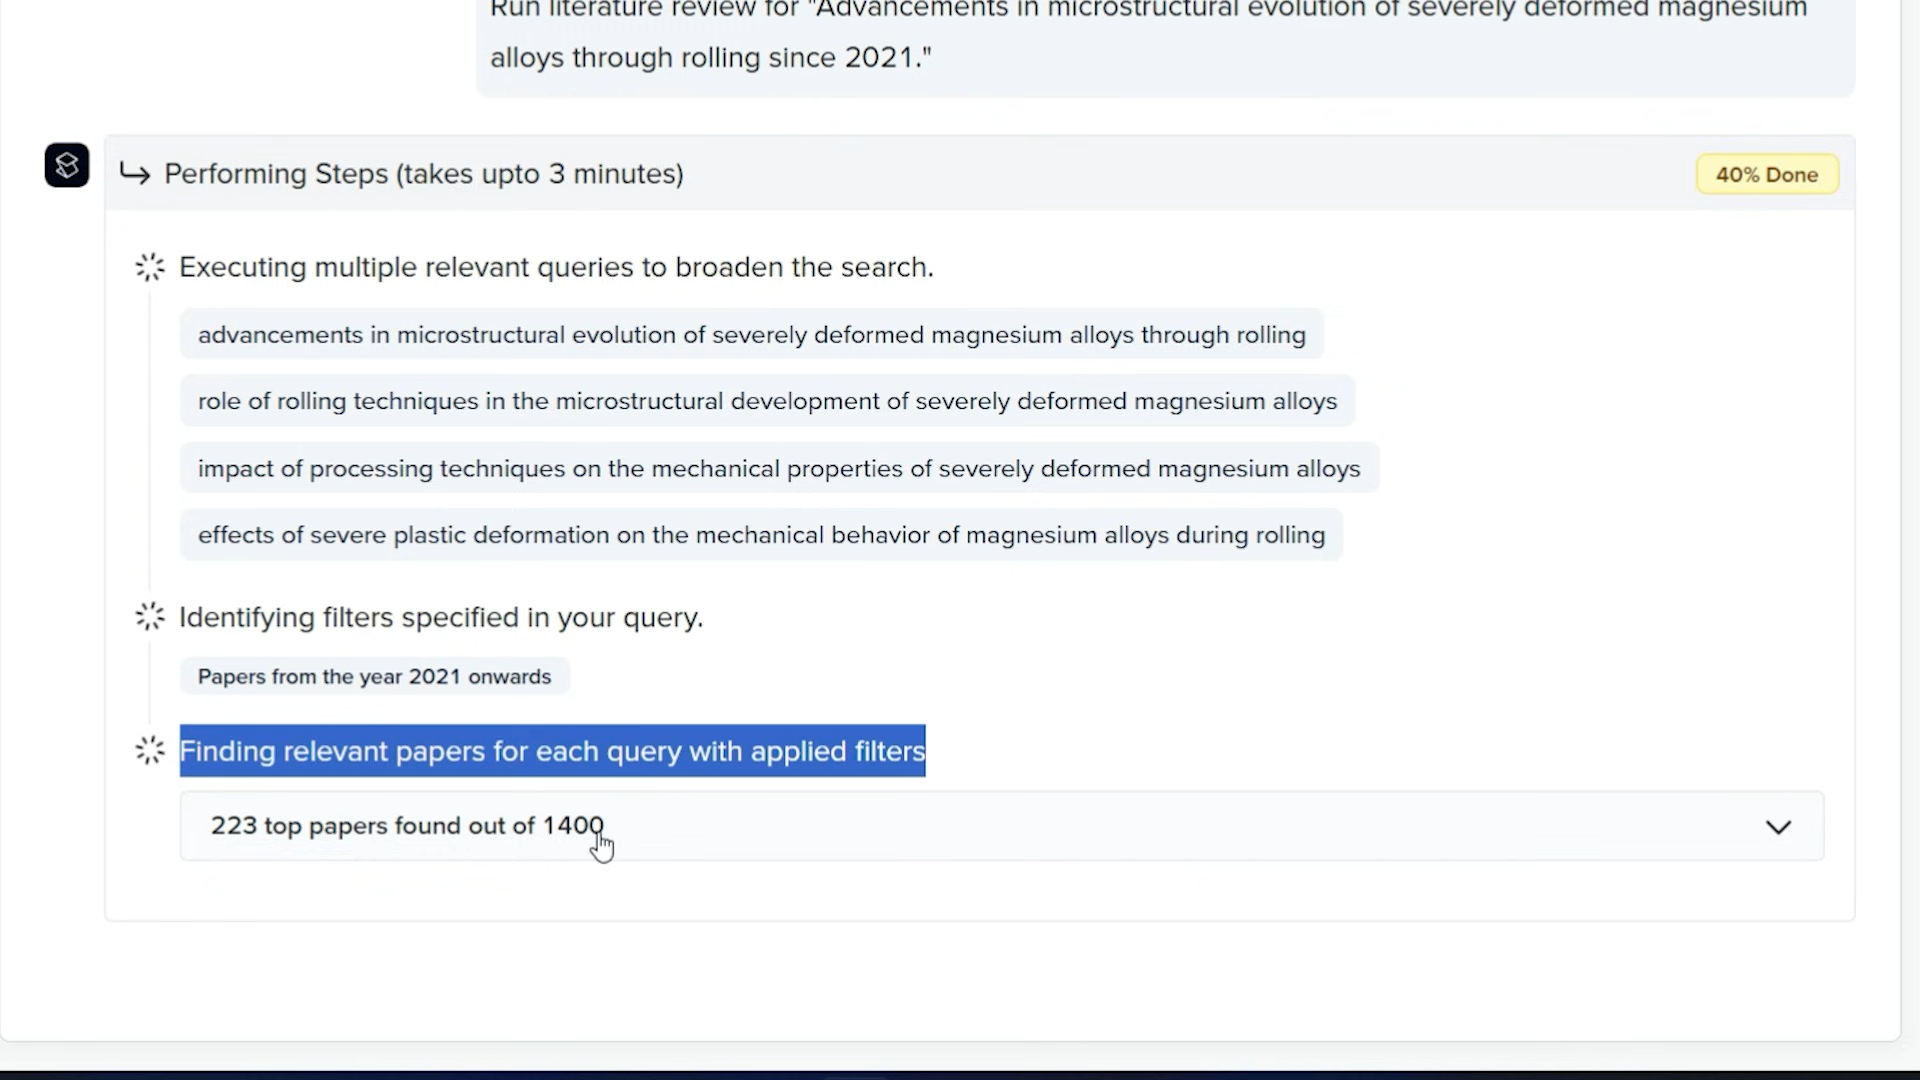 Run literature review for "Advancements in microstructural evolution of severely deformed magnesium
alloys through rolling since 2021."
Performing Steps (takes upto 3 minutes)
40% Done
Executing multiple relevant queries to broaden the search.
advancements in microstructural evolution of severely deformed magnesium alloys through rolling
role of rolling techniques in the microstructural development of severely deformed magnesium alloys
impact of processing techniques on the mechanical properties of severely deformed magnesium alloys
effects of severe plastic deformation on the mechanical behavior of magnesium alloys during rolling
Identifying filters specified in your query.
Papers from the year 2021 onwards
Finding relevant papers for each query with applied filters
223 top papers found out of 1400